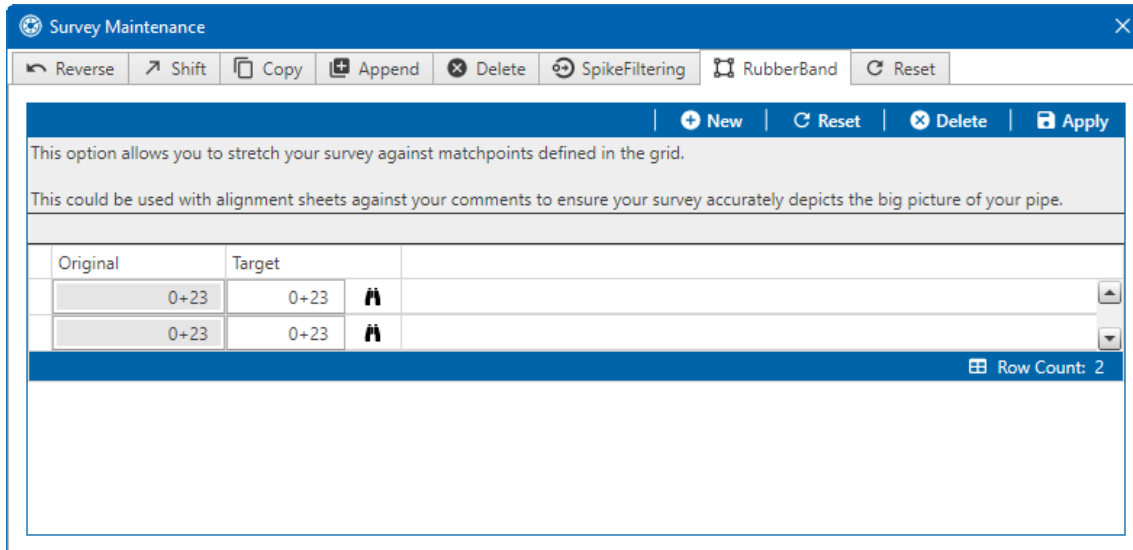 Survey Maintenance
Reverse Shift Copy Append Delete SpikeFiltering RubberBand Reset
New Reset Delete Apply
This option allows you to stretch your survey against matchpoints defined in the grid.
This could be used with alignment sheets against your comments to ensure your survey accurately depicts the big picture of your pipe.
Original Target
0+23 0+23
0+23 0+23
Row Count: 2